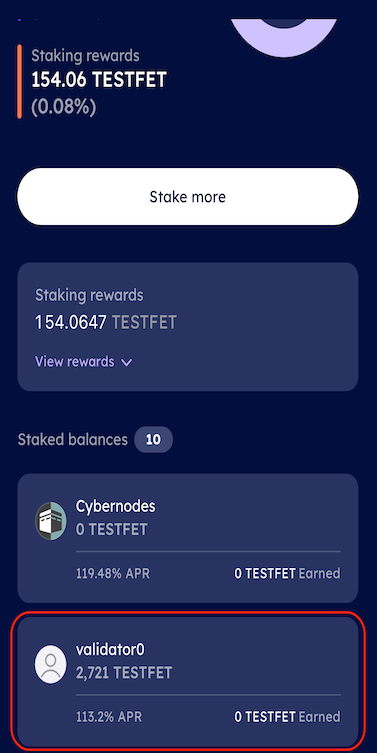 Staking rewards
154.06 TESTFET
(0.08%)
Stake more
Staking rewards
154.0647 TESTFET
View rewards
Staked balances 10
Cybernodes
0 TESTFET
119.48% APR 0 TESTFET Earned
validator0
2,721 TESTFET
113.2% APR 0 TESTFET Earned